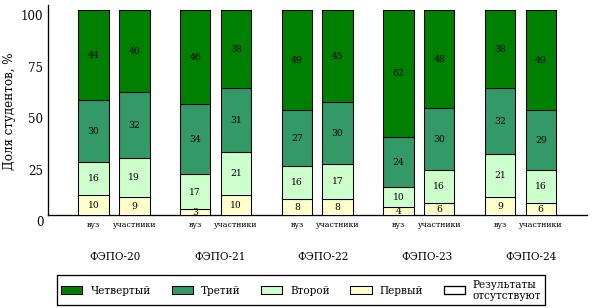 100
75
50
25
0
Доля студентов, %
44 40 46 38 49 45 62 48 38 49
30 32 34 31 27 30 24 30 32 29
16 19 17 21 16 17 10 16 21 16
10 9 3 10 8 8 4 6 9 6
вуз участники вуз участники вуз участники вуз участники вуз участники
ФЭПО-20 ФЭПО-21 ФЭПО-22 ФЭПО-23 ФЭПО-24
Четвертый Третий Второй Первый Результаты
отсутствуют